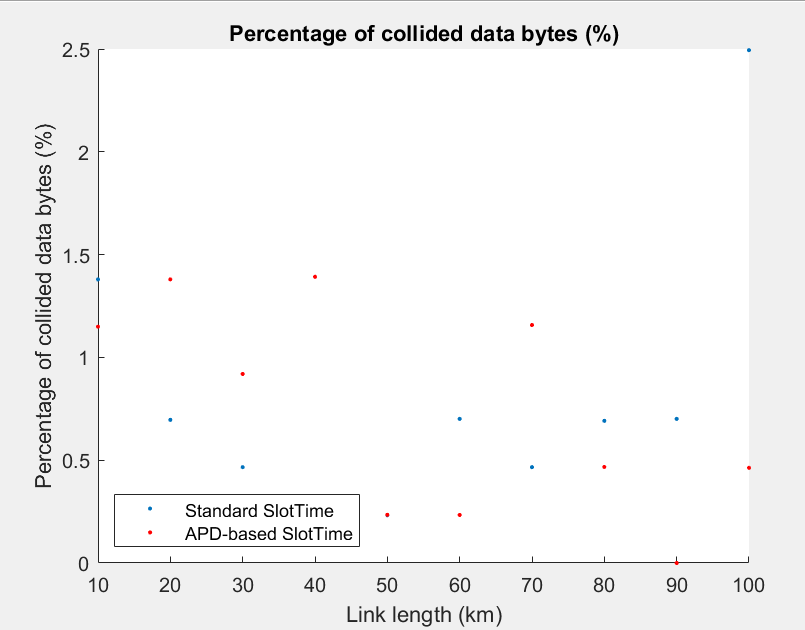 Percentage of collided data bytes (%)
Percentage of collided data bytes (%)
2.5
2
1.5
1
0.5
0
Standard SlotTime
APD-based SlotTime
10 20 30 40 50 60 70 80 90 100
Link length (km)